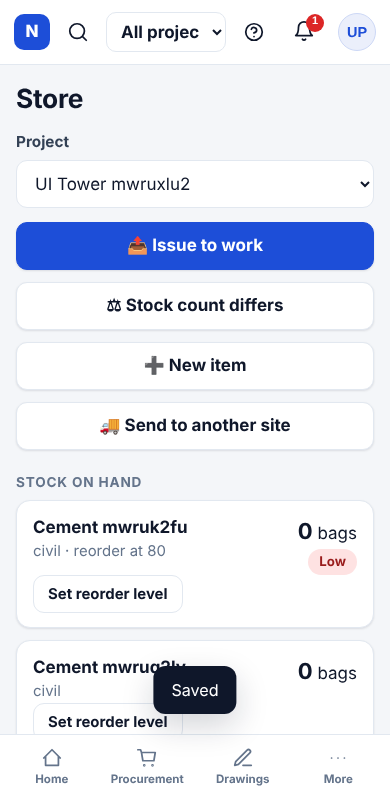 N
All projec
1
UP
Store
Project
UI Tower mwruxlu2
Issue to work
Stock count differs
New item
Send to another site
STOCK ON HAND
Cement mwruk2fu
0 bags
civil · reorder at 80
Low
Set reorder level
Cement
0 bags
civil
Saved
Set reorder level
Home
Procurement
Drawings
More